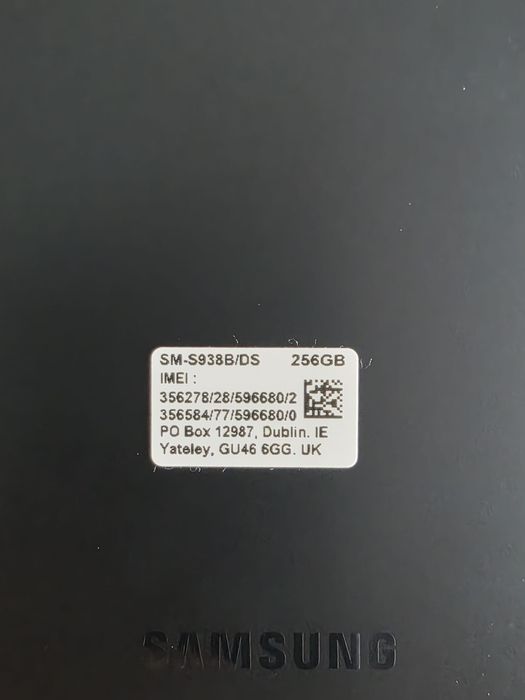 SM-S938B/DS 256GB
IMEI :
356278/28/596680/2
356584/77/596680/0
PO Box 12987, Dublin. IE
Yateley, GU46 6GG. UK
SAMSUNG